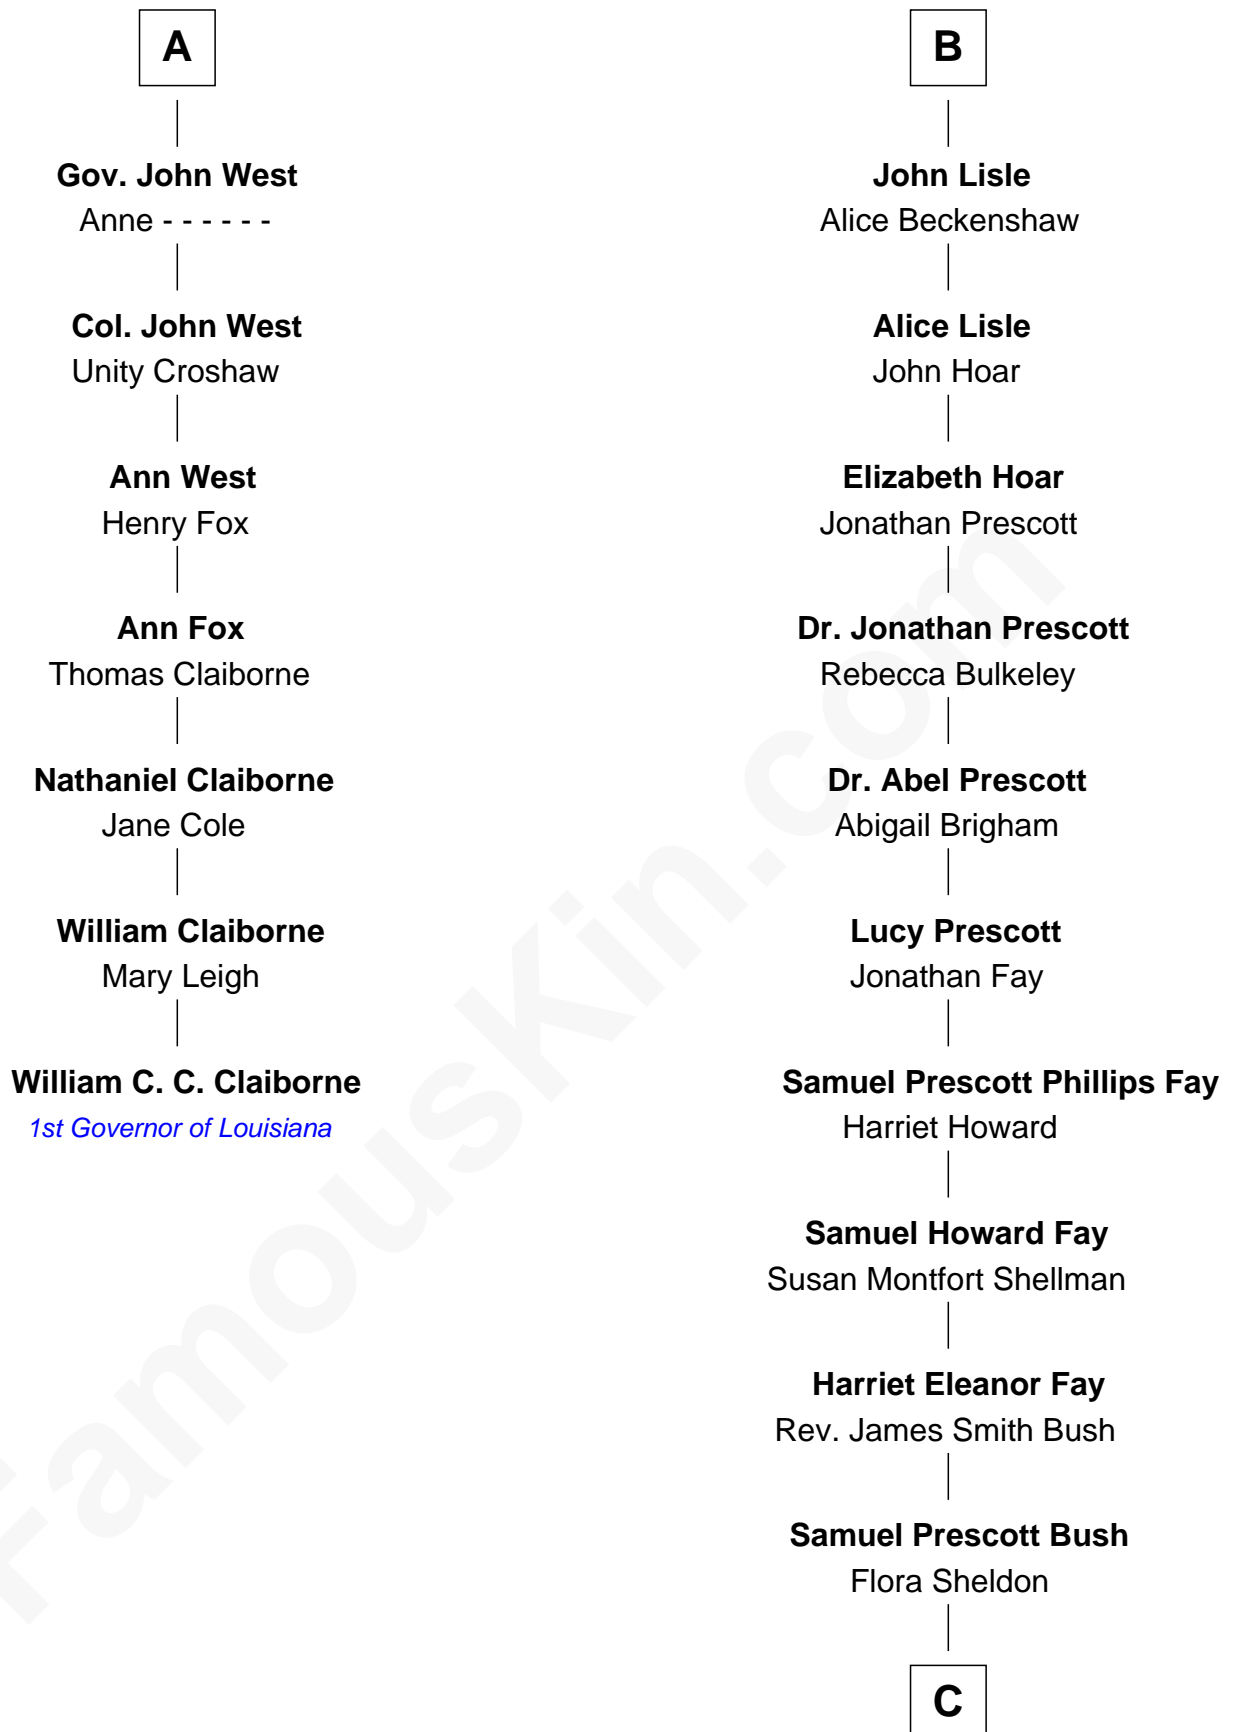 A
Gov. John West
Anne - - - - - -
Col. John West
Unity Croshaw
Ann West
Henry Fox
Ann Fox
Thomas Claiborne
Nathaniel Claiborne
Jane Cole
William Claiborne
Mary Leigh
William C. C. Claiborne
1st Governor of Louisiana
B
John Lisle
Alice Beckenshaw
Alice Lisle
John Hoar
Elizabeth Hoar
Jonathan Prescott
Dr. Jonathan Prescott
Rebecca Bulkeley
Dr. Abel Prescott
Abigail Brigham
Lucy Prescott
Jonathan Fay
Samuel Prescott Phillips Fay
Harriet Howard
Samuel Howard Fay
Susan Montfort Shellman
Harriet Eleanor Fay
Rev. James Smith Bush
Samuel Prescott Bush
Flora Sheldon
C
FamousKin.com